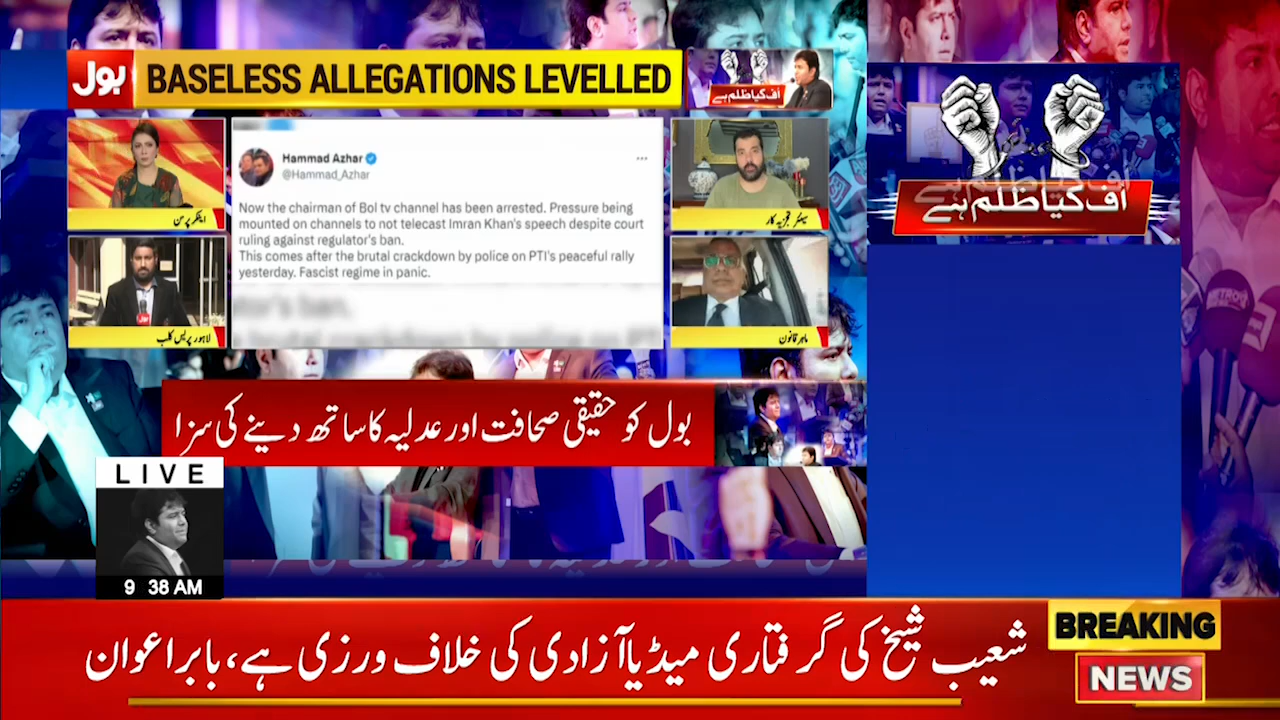 بول
BASELESS ALLEGATIONS LEVELLED
اُف کیا ظلم ہے
Hammad Azhar
@Hammad_Azhar
Now the chairman of Bol tv channel has been arrested. Pressure being
mounted on channels to not telecast Imran Khan's speech despite court
ruling against regulator's ban.
This comes after the brutal crackdown by police on PTI's peaceful rally
yesterday. Fascist regime in panic.
اینکر پرسن
سینئر تجزیہ کار
لاہور پریس کلب
ماہر قانون
اُف کیا ظلم ہے
بول کو حقیقی صحافت اور عدلیہ کا ساتھ دینے کی سزا
LIVE
9 38 AM
شعیب شیخ کی گرفتاری میڈیا آزادی کی خلاف ورزی ہے، بابر اعوان
BREAKING
NEWS